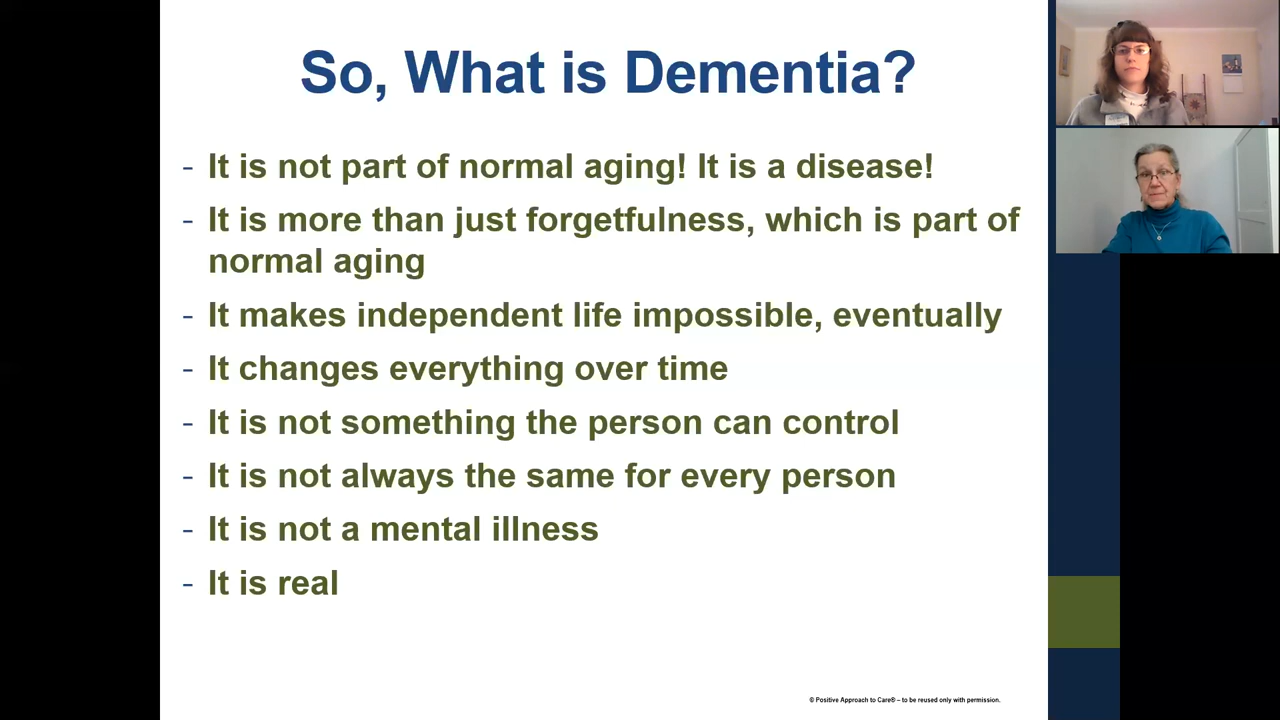 So, What is Dementia?
- It is not part of normal aging! It is a disease!
- It is more than just forgetfulness, which is part of
normal aging
- It makes independent life impossible, eventually
- It changes everything over time
- It is not something the person can control
- It is not always the same for every person
- It is not a mental illness
- It is real
© Positive Approach to Care® – to be reused only with permission.